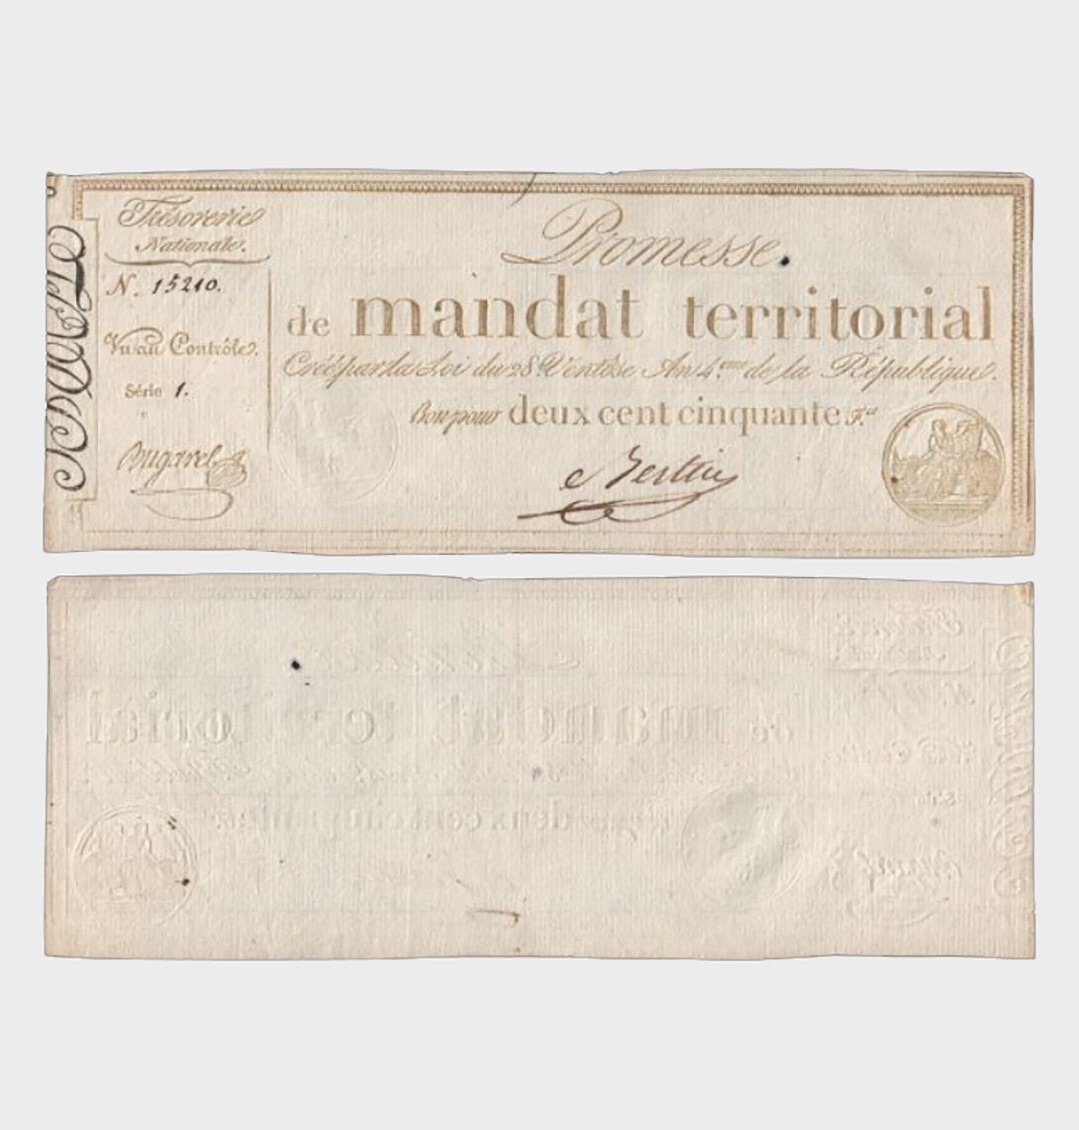 Trésorerie
Nationale.
N. 15210.
Vu au Contrôle.
Série 1.
Bugarel
Promesse.
de mandat territorial
Créé par la Loi du 28. Ventôse An 4.me de la République.
Bon pour deux cent cinquante F.cs